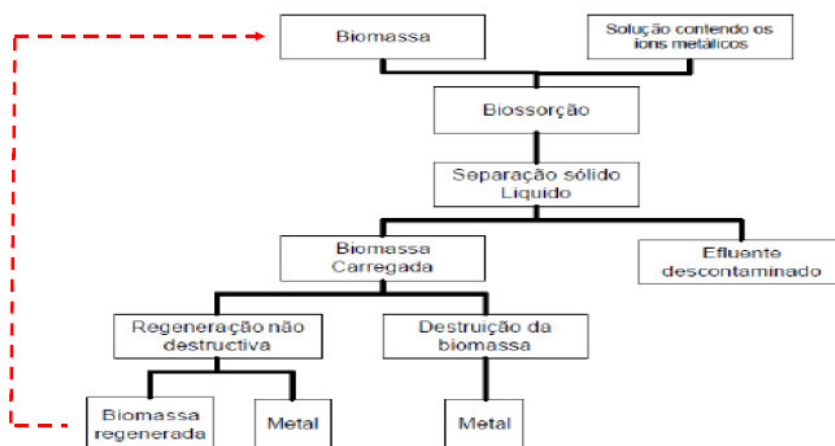 Biomassa
Solução contendo os
íons metálicos
Biossorção
Separação sólido
Liquido
Biomassa
Carregada
Efluente
descontaminado
Regeneração não
destructiva
Destruição da
biomassa
Biomassa
regenerada
Metal
Metal